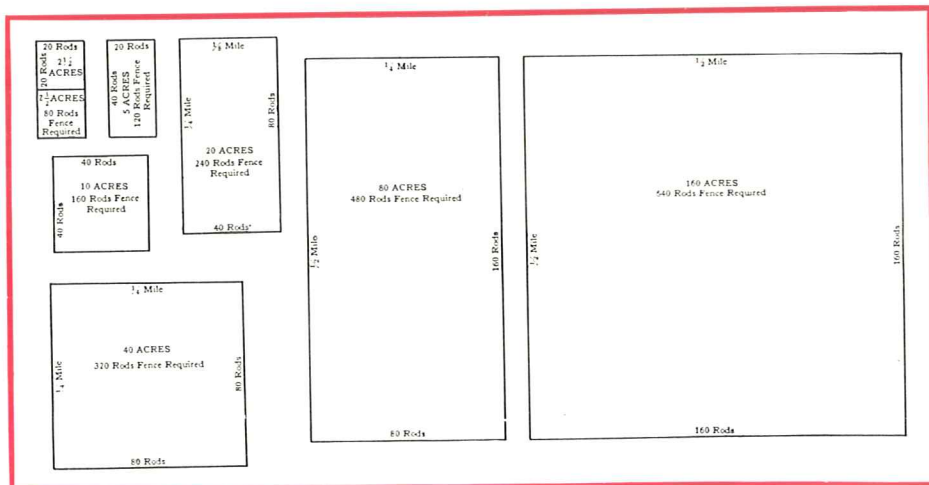 20 Rods
20 Rods
2 1/2
ACRES
2 1/2 ACRES
80 Rods
Fence
Required
20 Rods
40 Rods
5 ACRES
120 Rods Fence
Required
1/8 Mile
1/4 Mile
80 Rods
20 ACRES
240 Rods Fence
Required
40 Rods
40 Rods
10 ACRES
160 Rods Fence
Required
40 Rods
1/4 Mile
40 ACRES
320 Rods Fence Required
1/4 Mile
80 Rods
80 Rods
1/4 Mile
80 ACRES
480 Rods Fence Required
1/2 Mile
160 Rods
80 Rods
1/2 Mile
160 ACRES
640 Rods Fence Required
1/2 Mile
160 Rods
160 Rods